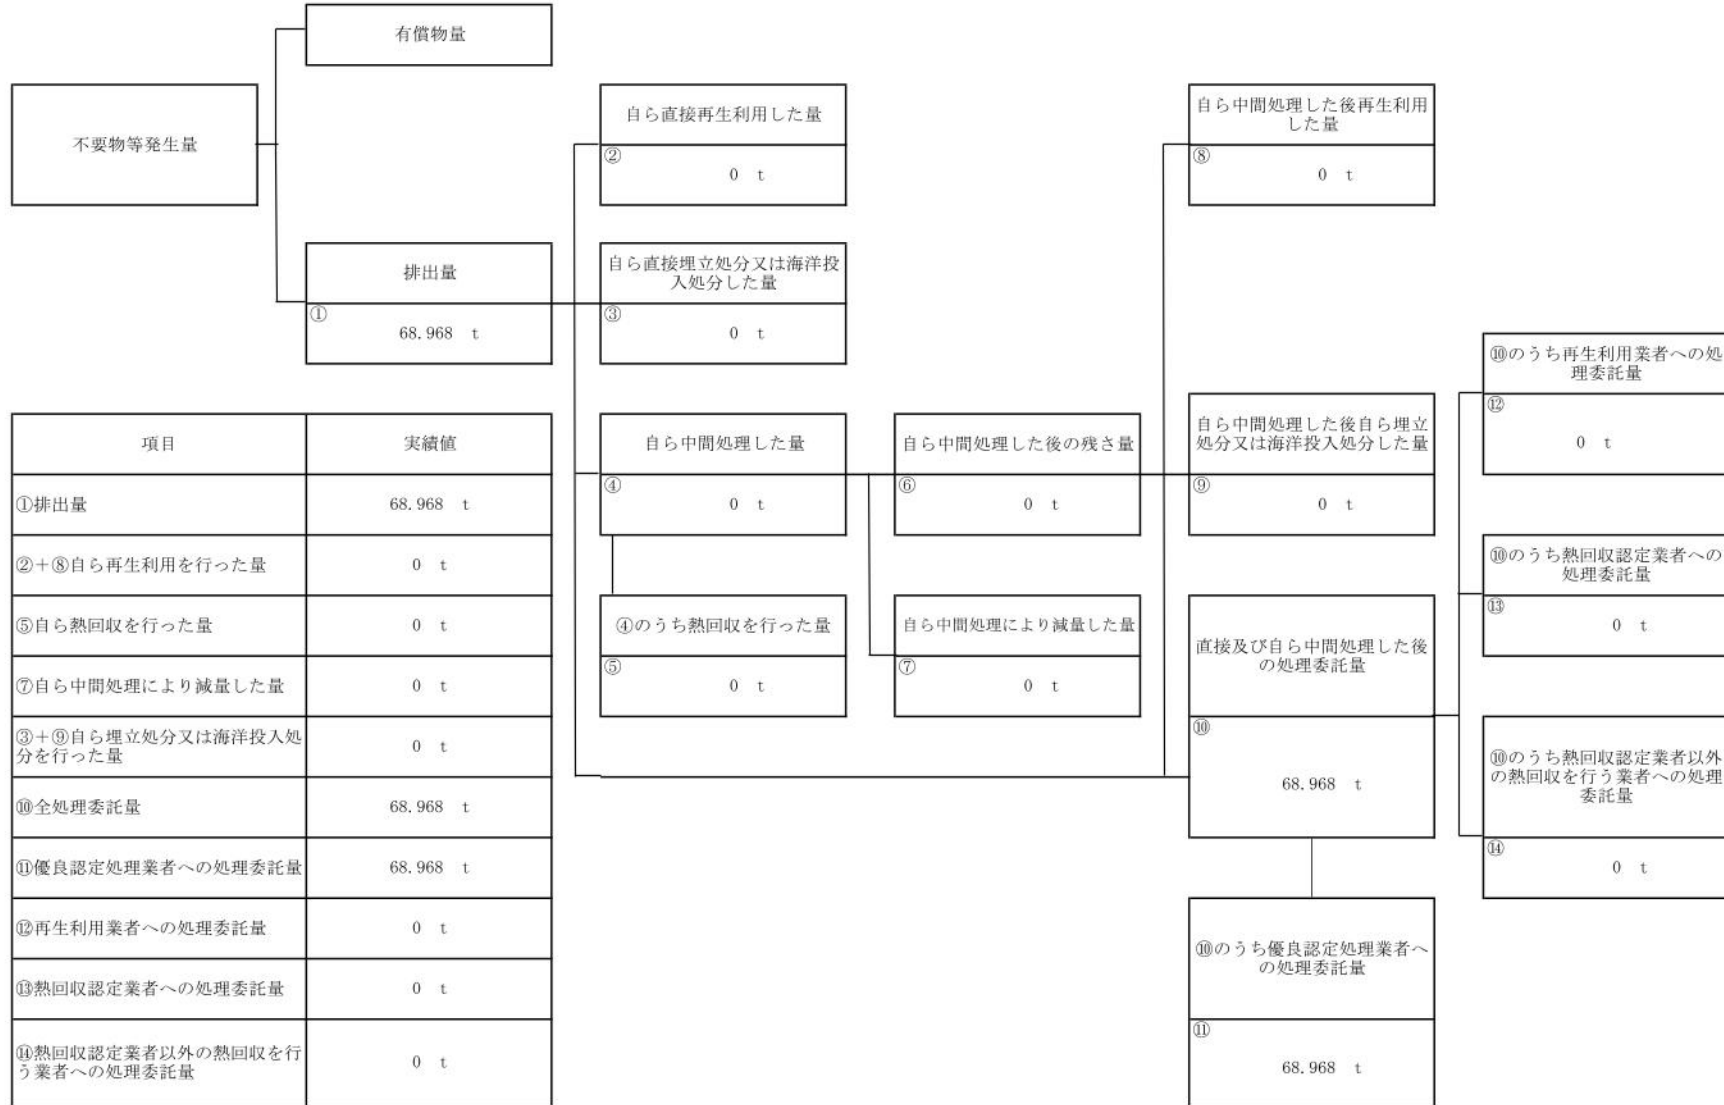 有償物量
不要物等発生量
自ら直接再生利用した量
②
0 t
自ら中間処理した後再生利用
した量
⑧
0 t
排出量
①
68.968 t
自ら直接埋立処分又は海洋投
入処分した量
③
0 t
⑩のうち再生利用業者への処
理委託量
⑫
0 t
自ら中間処理した量
④
0 t
自ら中間処理した後の残さ量
⑥
0 t
自ら中間処理した後自ら埋立
処分又は海洋投入処分した量
⑨
0 t
⑩のうち熱回収認定業者への
処理委託量
⑬
0 t
④のうち熱回収を行った量
⑤
0 t
自ら中間処理により減量した量
⑦
0 t
直接及び自ら中間処理した後
の処理委託量
⑩
68.968 t
⑩のうち熱回収認定業者以外
の熱回収を行う業者への処理
委託量
⑭
0 t
⑩のうち優良認定処理業者へ
の処理委託量
⑪
68.968 t
項目 実績値
①排出量 68.968 t
②+⑧自ら再生利用を行った量 0 t
⑤自ら熱回収を行った量 0 t
⑦自ら中間処理により減量した量 0 t
③+⑨自ら埋立処分又は海洋投入処
分を行った量 0 t
⑩全処理委託量 68.968 t
⑪優良認定処理業者への処理委託量 68.968 t
⑫再生利用業者への処理委託量 0 t
⑬熱回収認定業者への処理委託量 0 t
⑭熱回収認定業者以外の熱回収を行
う業者への処理委託量 0 t